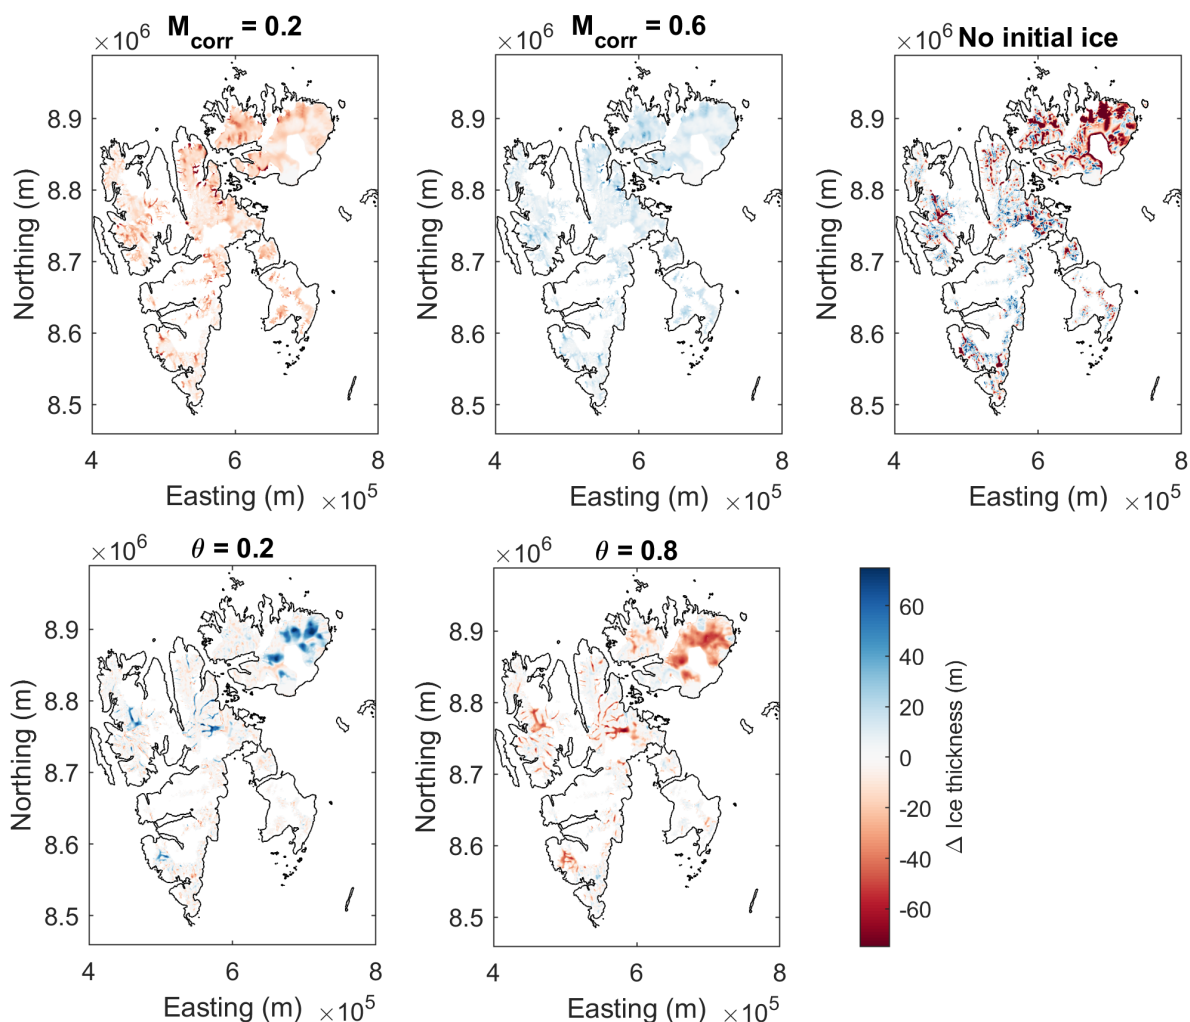 M_corr = 0.2
×10^6
8.9
8.8
8.7
8.6
8.5
Northing (m)
4 6 8
Easting (m) ×10^5
M_corr = 0.6
×10^6
8.9
8.8
8.7
8.6
8.5
Northing (m)
4 6 8
Easting (m) ×10^5
No initial ice
×10^6
8.9
8.8
8.7
8.6
8.5
Northing (m)
4 6 8
Easting (m) ×10^5
θ = 0.2
×10^6
8.9
8.8
8.7
8.6
8.5
Northing (m)
4 6 8
Easting (m) ×10^5
θ = 0.8
×10^6
8.9
8.8
8.7
8.6
8.5
Northing (m)
4 6 8
Easting (m) ×10^5
60
40
20
0
-20
-40
-60
Δ Ice thickness (m)